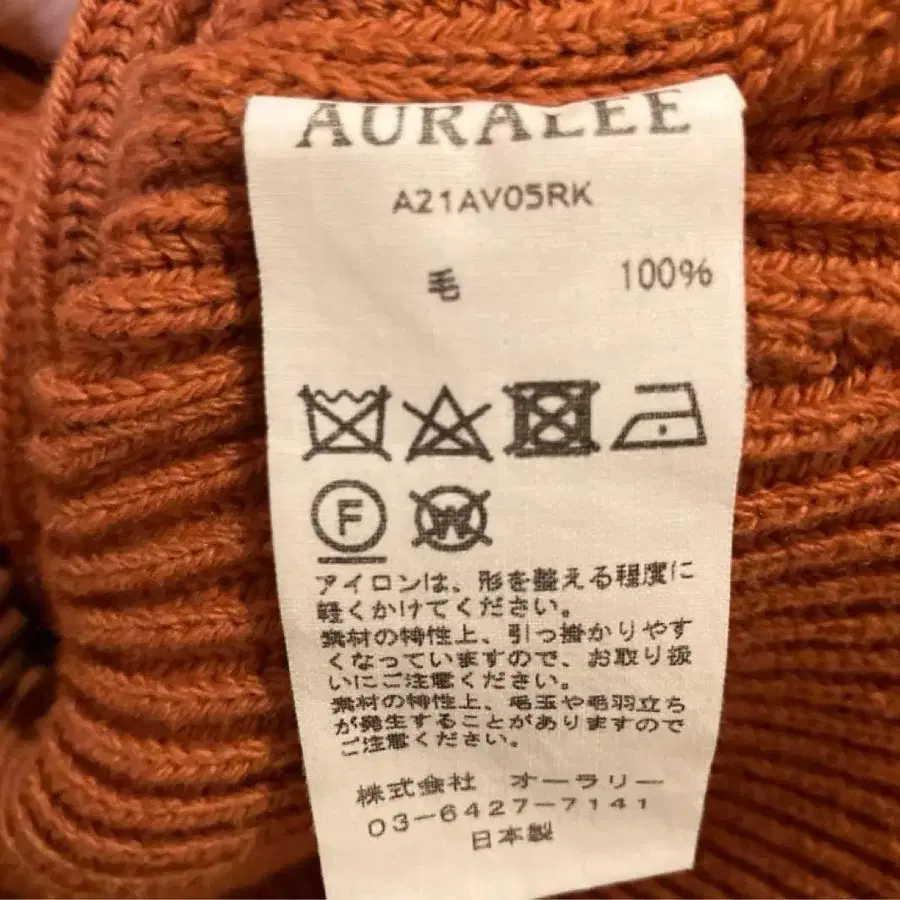 AURALEE
A21AV05RK
毛 100%
F
W
アイロンは、形を整える程度に
軽くかけてください。
素材の特性上、引っ掛かりやす
くなっていますので、お取り扱
いにご注意ください。
素材の特性上、毛玉や毛羽立ち
が発生することがありますので
ご注意ください。
株式会社 オーラリー
03-6427-7141
日本製